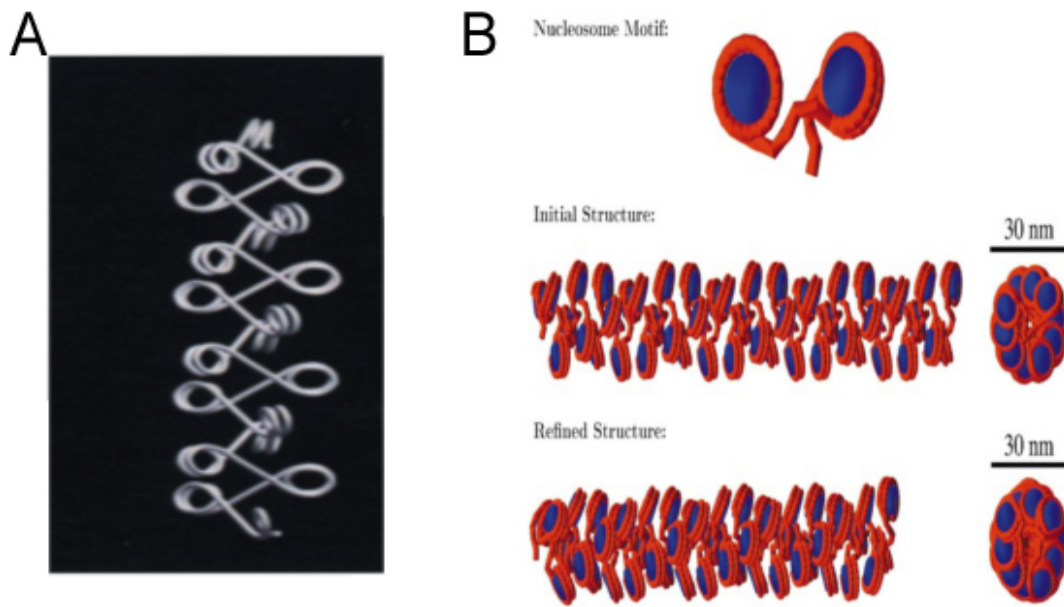 A
B
Nucleosome Motif:
Initial Structure:
30 nm
Refined Structure:
30 nm